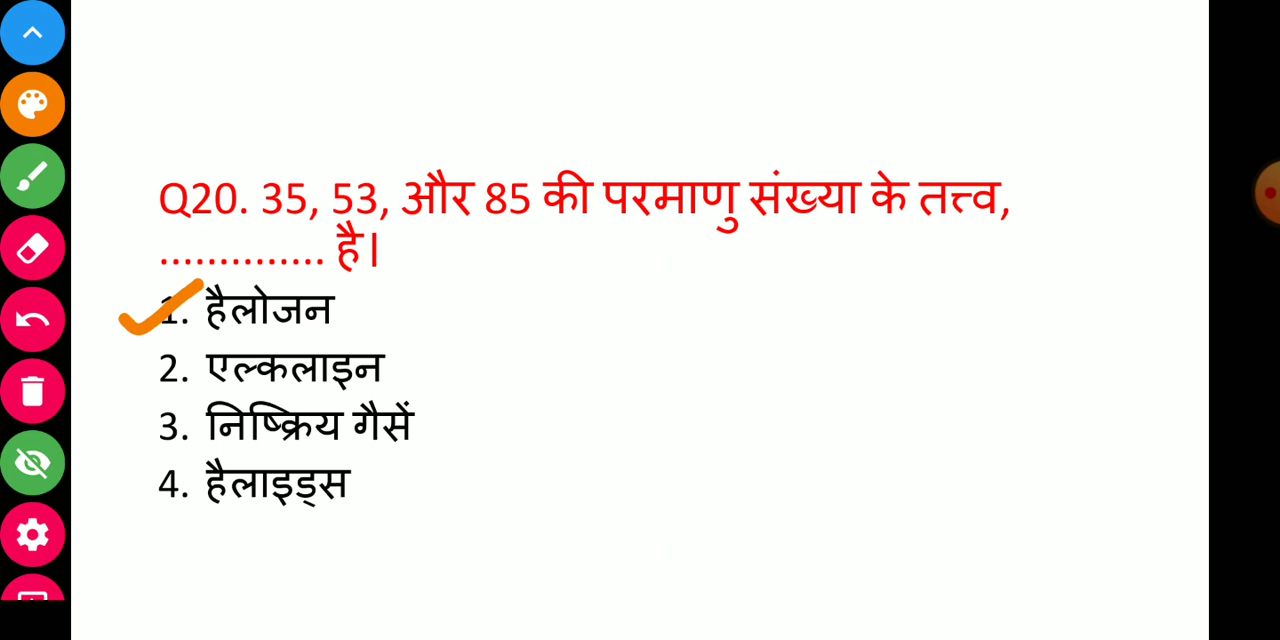 Q20. 35, 53, और 85 की परमाणु संख्या के तत्त्व,
.............. है।
1. हैलोजन
2. एल्कलाइन
3. निष्क्रिय गैसें
4. हैलाइड्स